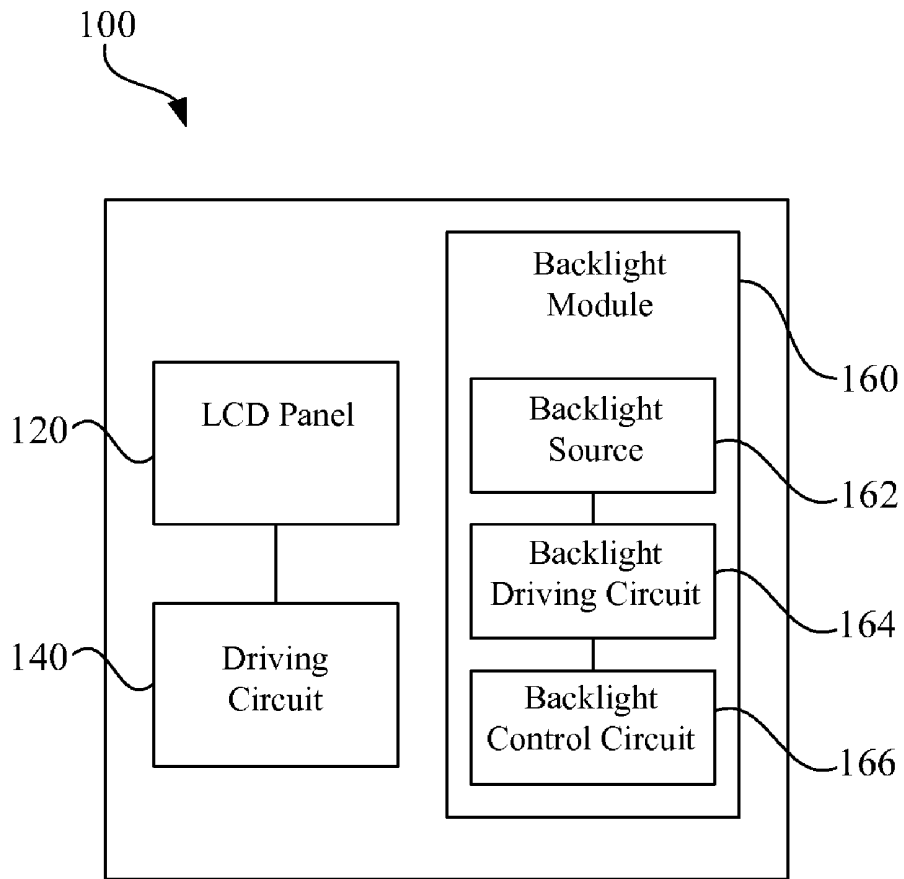 100
Backlight
Module
160
LCD Panel
120
Backlight
Source
162
Backlight
Driving Circuit
164
Driving
Circuit
140
Backlight
Control Circuit
166